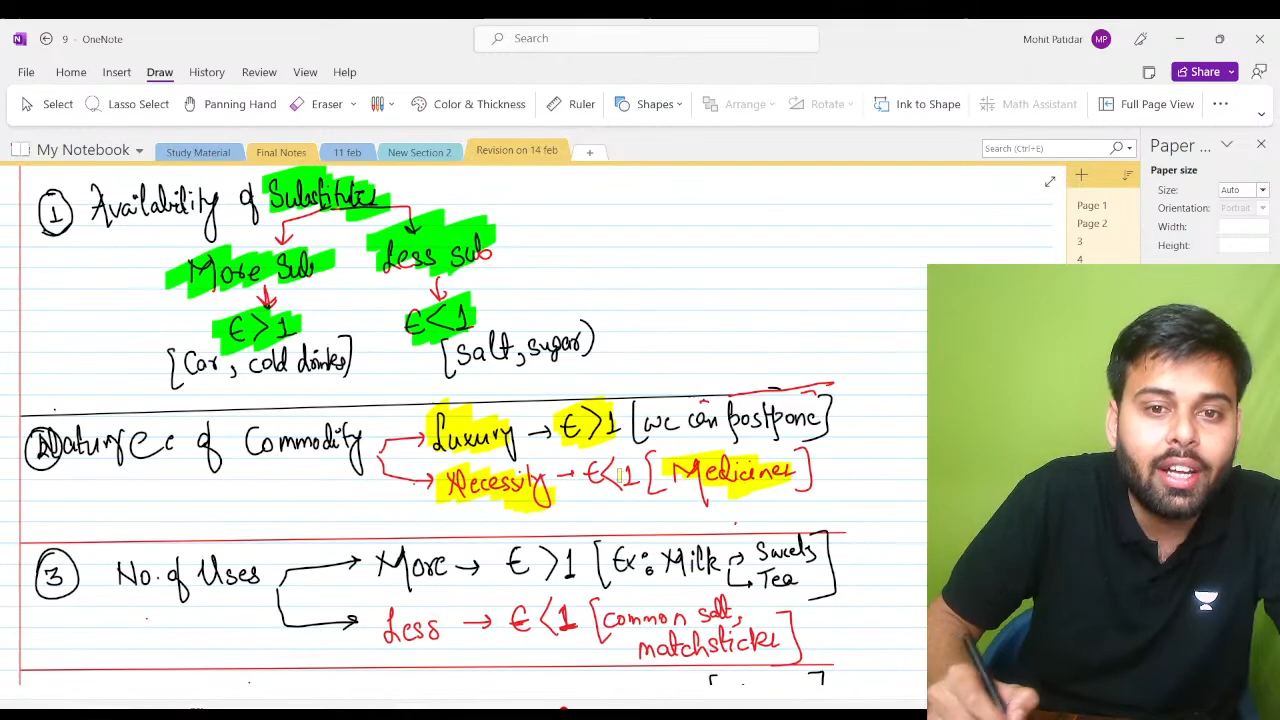 9 - OneNote
Search
Mohit Patidar MP
File Home Insert Draw History Review View Help
Share
Select Lasso Select Panning Hand Eraser Color & Thickness Ruler Shapes Arrange Rotate Ink to Shape Math Assistant Full Page View
My Notebook Study Material Final Notes 11 feb New Section 2 Revision on 14 feb
Search (Ctrl+E)
Paper ...
Paper size
Size: Auto
Orientation: Portrait
Width:
Height:
Page 1
Page 2
3
4
1 Availability of Substitutes
More Sub Less sub
E>1 E<1
[Car, cold drinks] [Salt, sugar)
Commodity
Luxury → E>1 [we can postpone]
Necessity → E<1 [Medicines]
3 No. of Uses
More → E>1 [Ex: Milk → Sweets
Tea]
Less → E<1 [common salt,
matchsticks]